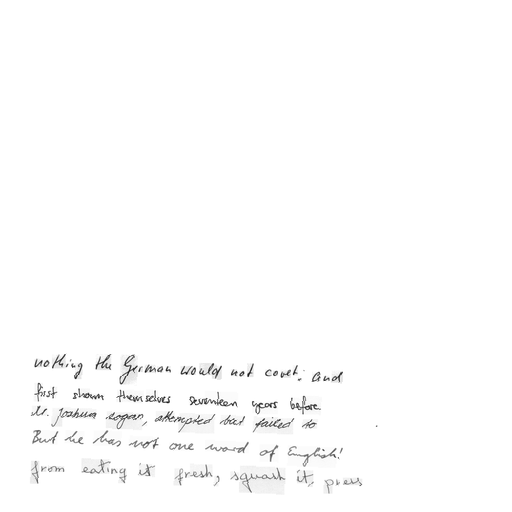 nothing the German would not covet: and
first shown themselves seventeen years before.
Joshua Logan, attempted but failed to
But he has not one word of English!
from eating it fresh, squash it, press